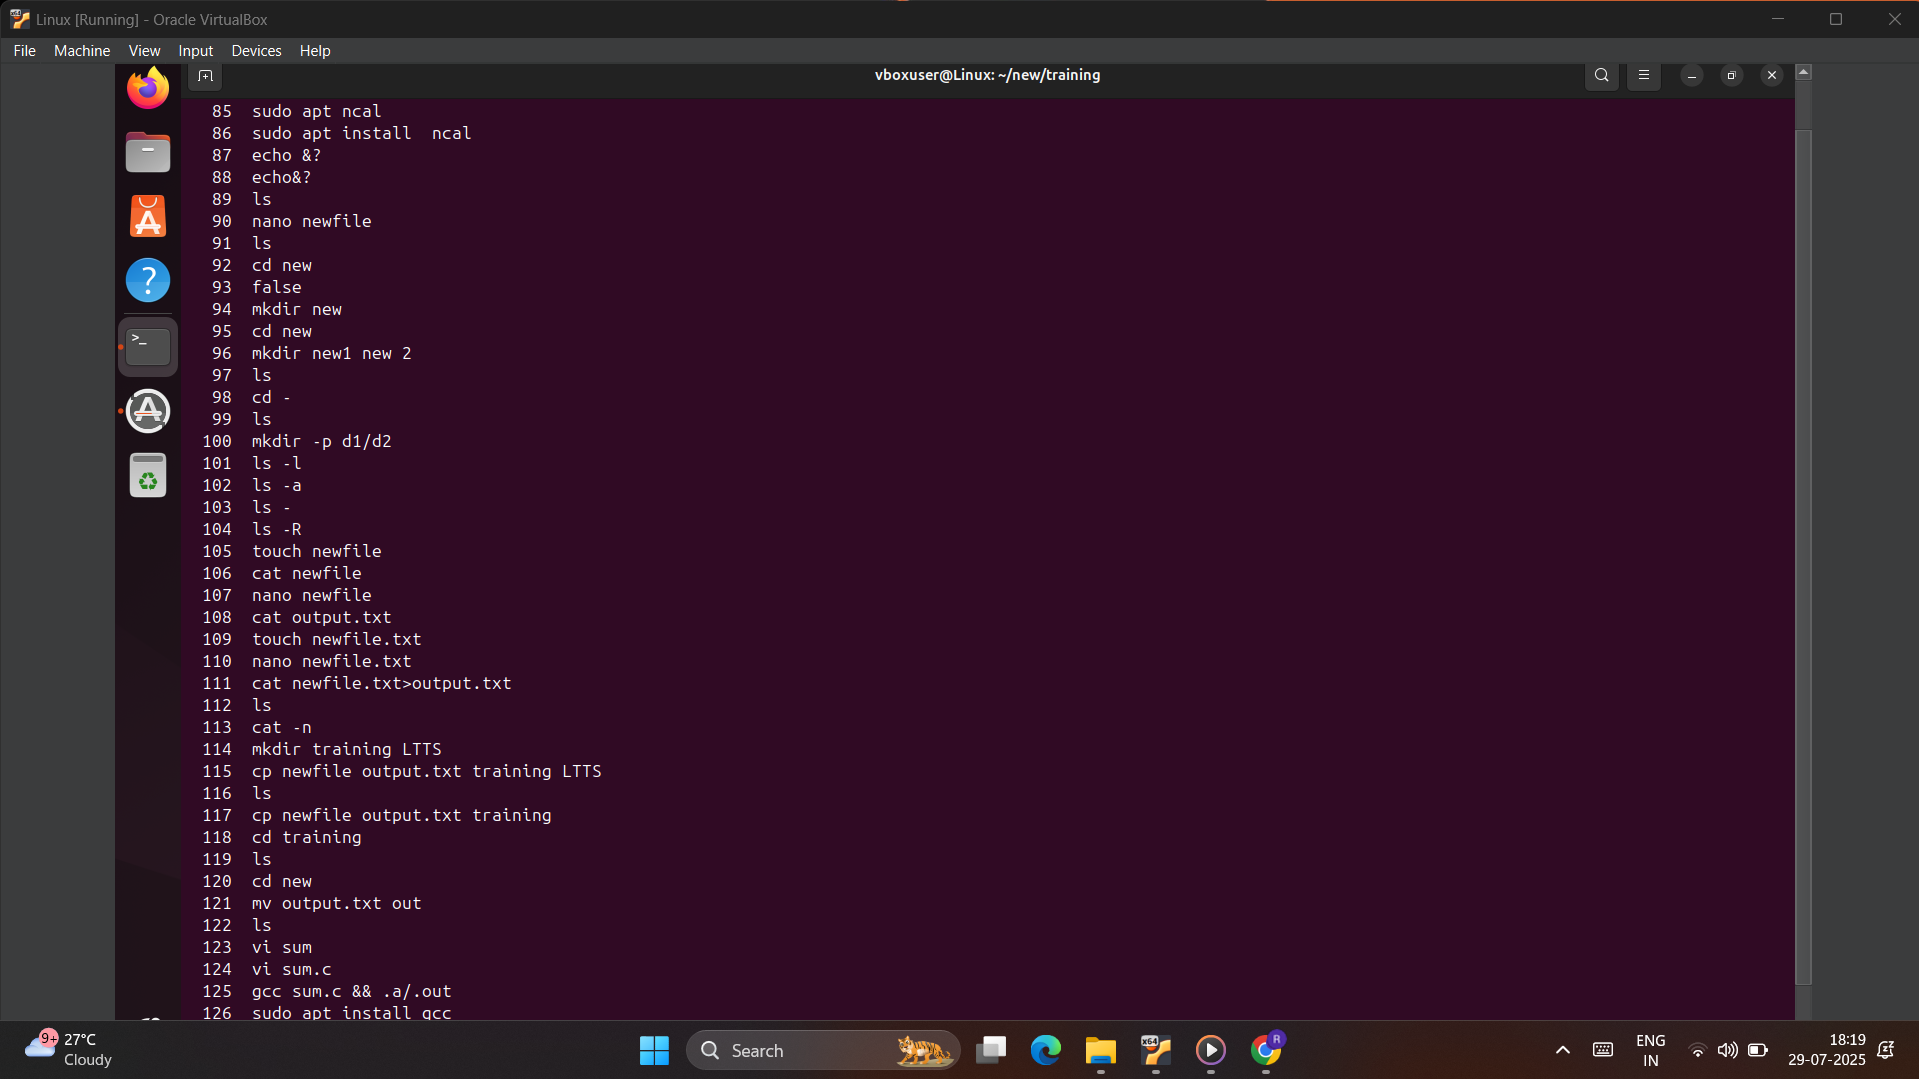 Linux [Running] - Oracle VirtualBox
File Machine View Input Devices Help
vboxuser@Linux: ~/new/training
85 sudo apt ncal
86 sudo apt install  ncal
87 echo &?
88 echo&?
89 ls
90 nano newfile
91 ls
92 cd new
93 false
94 mkdir new
95 cd new
96 mkdir new1 new 2
97 ls
98 cd -
99 ls
100 mkdir -p d1/d2
101 ls -l
102 ls -a
103 ls -
104 ls -R
105 touch newfile
106 cat newfile
107 nano newfile
108 cat output.txt
109 touch newfile.txt
110 nano newfile.txt
111 cat newfile.txt>output.txt
112 ls
113 cat -n
114 mkdir training LTTS
115 cp newfile output.txt training LTTS
116 ls
117 cp newfile output.txt training
118 cd training
119 ls
120 cd new
121 mv output.txt out
122 ls
123 vi sum
124 vi sum.c
125 gcc sum.c && .a/.out
126 sudo apt install gcc
9+ 27°C
Cloudy
Search
x64
R
ENG
IN
18:19
29-07-2025